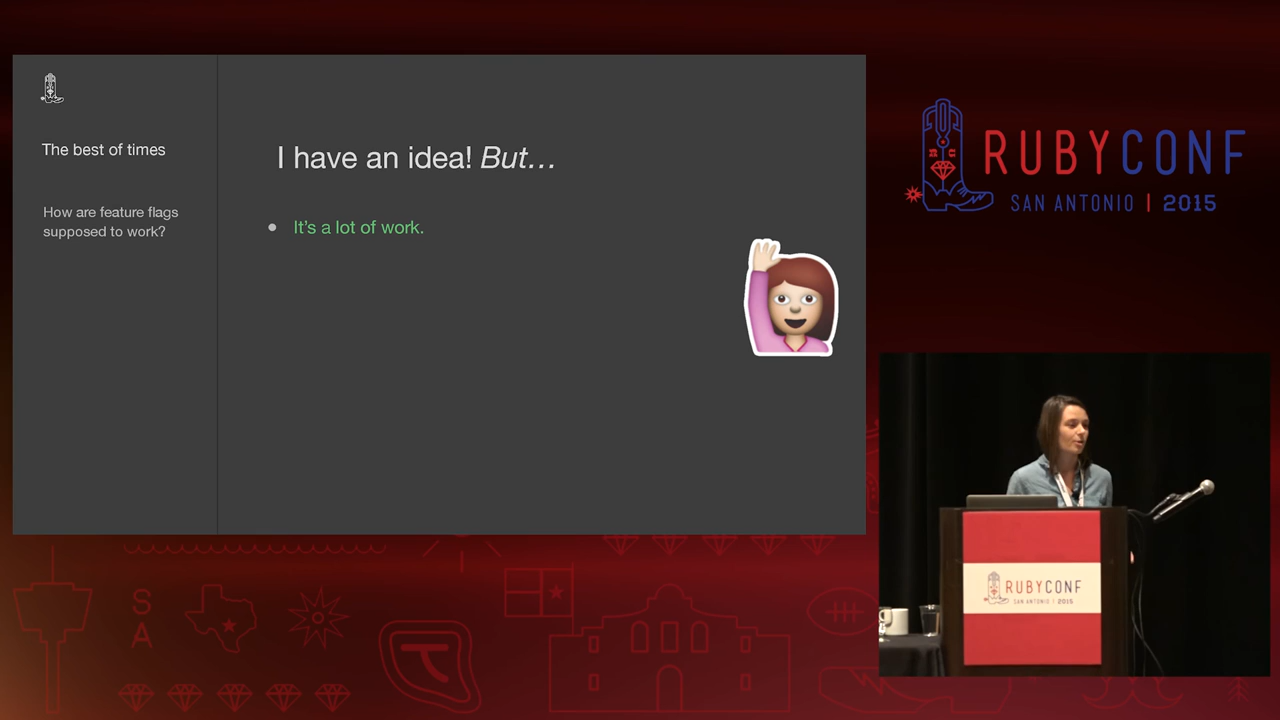 The best of times
How are feature flags
supposed to work?
I have an idea! But…
• It's a lot of work.
RUBYCONF
SAN ANTONIO | 2015
RUBYCONF
SAN ANTONIO | 2015
S
A